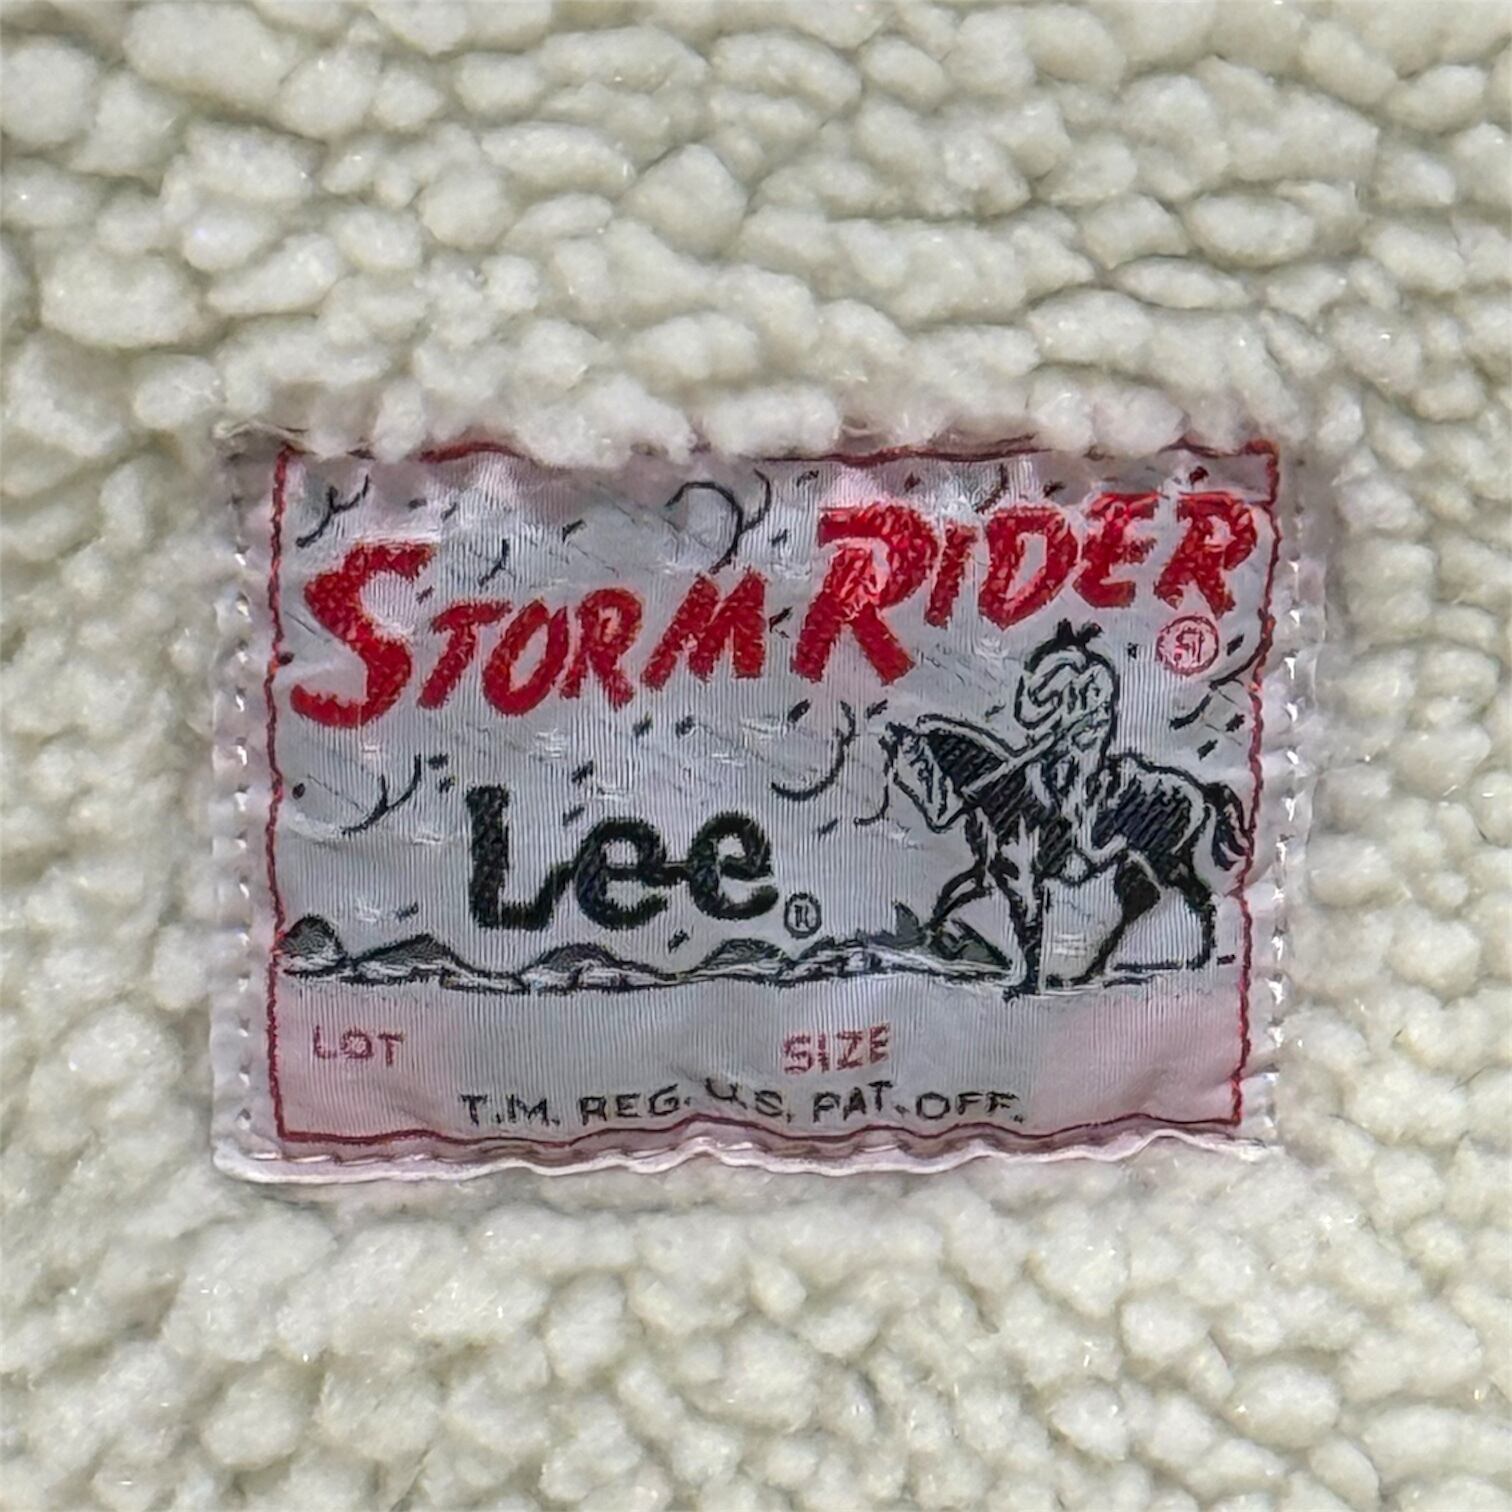 STORM RIDER
®
Lee®
LOT SIZE
T.M. REG. U.S. PAT. OFF.